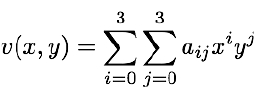 v(x, y) = \sum_{i=0}^{3} \sum_{j=0}^{3} a_{ij} x^i y^j